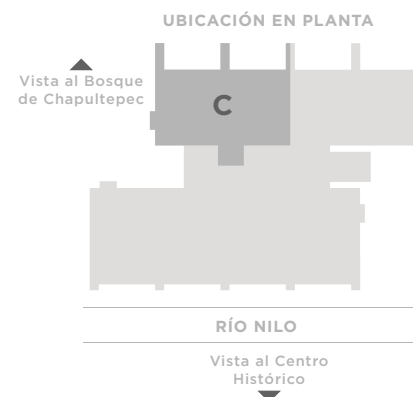 UBICACIÓN EN PLANTA
Vista al Bosque
de Chapultepec
C
RÍO NILO
Vista al Centro
Histórico